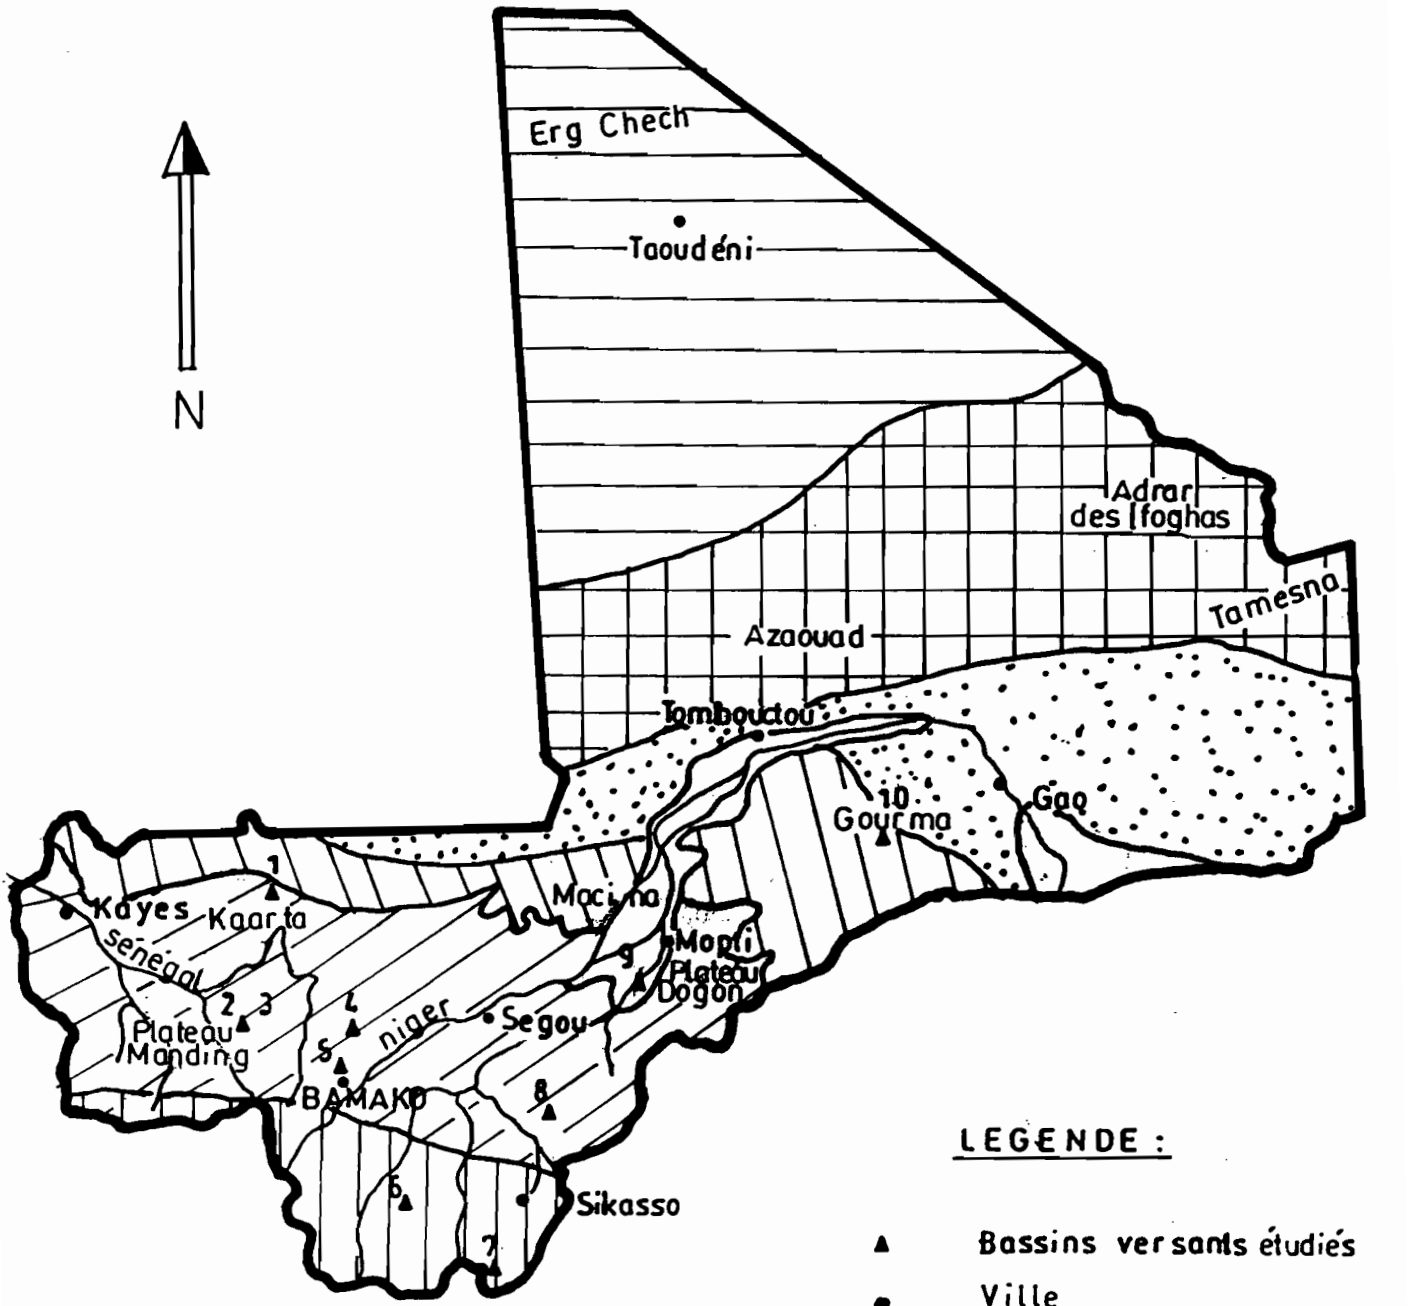 Erg Chech
Taoudéni
N
Adrar
des Ifoghas
Tamesna
Azaouad
Tombouctou
10
Gao
Gourma
1
Macina
Kayes
Kaarta
sénégal
9
Mopti
Plateau
Dogon
2 3
4
niger
Segou
Plateau
Manding
5
BAMAKO
8
LEGENDE :
6
Sikasso
7
Bassins versants étudiés
Ville